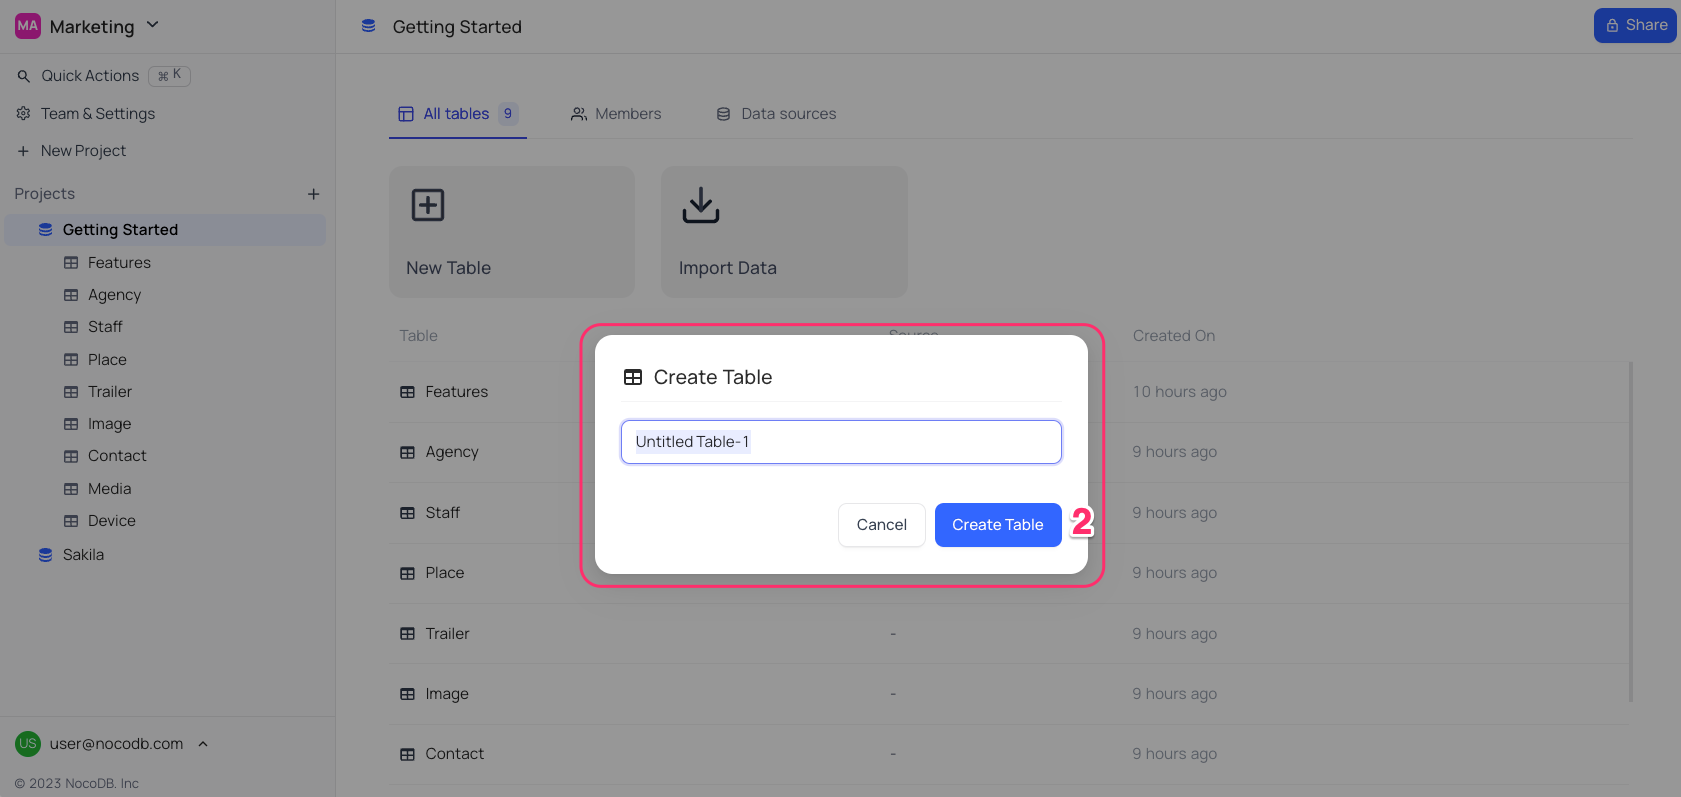 MA Marketing
Getting Started
Share
Quick Actions ⌘ K
Team & Settings
+ New Project
Projects +
Getting Started
Features
Agency
Staff
Place
Trailer
Image
Contact
Media
Device
Sakila
US user@nocodb.com
© 2023 NocoDB. Inc
All tables 9
Members
Data sources
New Table
Import Data
Table Source Created On
Features 10 hours ago
Agency 9 hours ago
Staff 9 hours ago
Place 9 hours ago
Trailer - 9 hours ago
Image - 9 hours ago
Contact - 9 hours ago
Create Table
Untitled Table-1
Cancel
Create Table
2